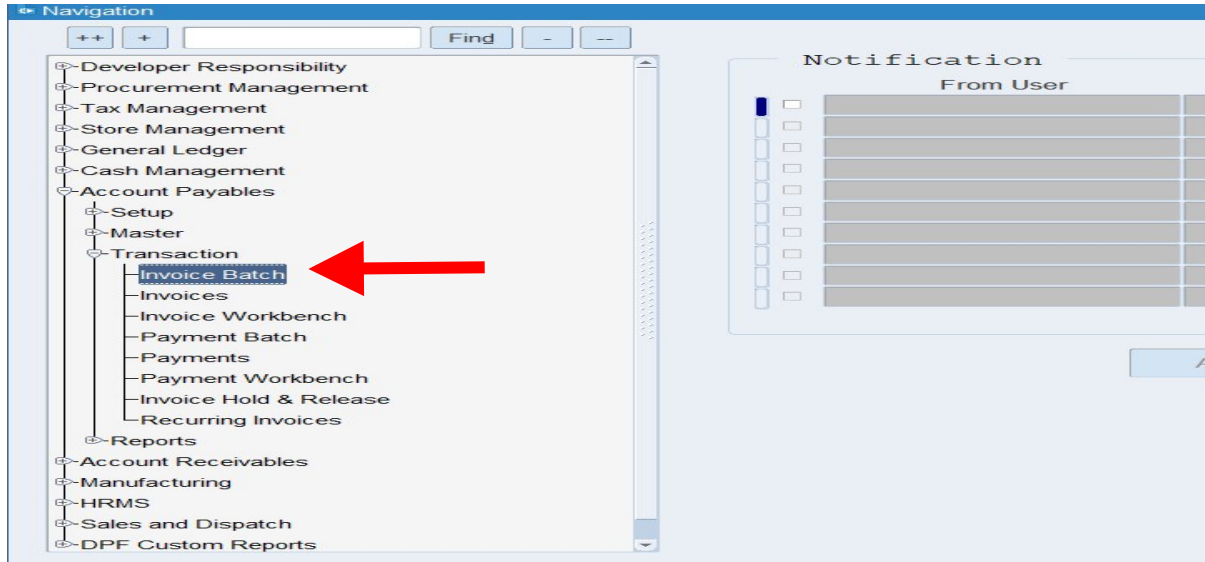 Navigation
++ + Find - --
Developer Responsibility
Procurement Management
Tax Management
Store Management
General Ledger
Cash Management
Account Payables
Setup
Master
Transaction
Invoice Batch
Invoices
Invoice Workbench
Payment Batch
Payments
Payment Workbench
Invoice Hold & Release
Recurring Invoices
Reports
Account Receivables
Manufacturing
HRMS
Sales and Dispatch
DPF Custom Reports
Notification
From User